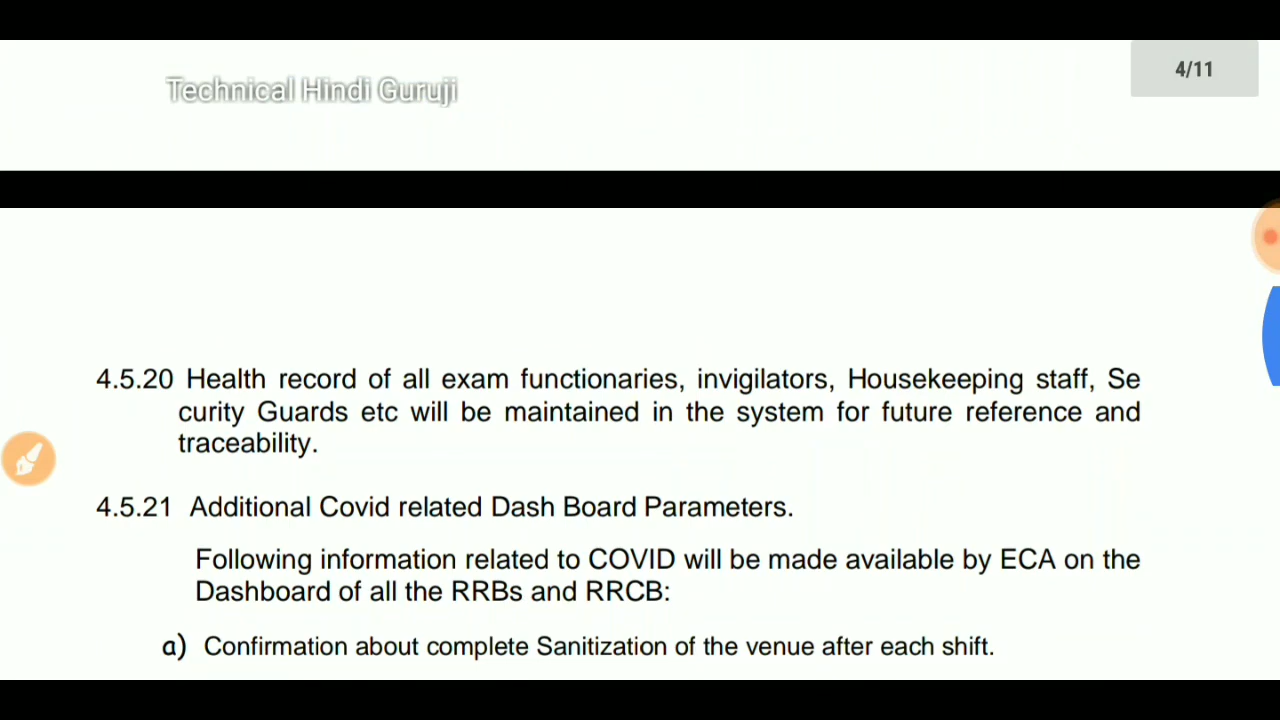 Technical Hindi Guruji
4/11
4.5.20 Health record of all exam functionaries, invigilators, Housekeeping staff, Se
curity Guards etc will be maintained in the system for future reference and
traceability.
4.5.21 Additional Covid related Dash Board Parameters.
Following information related to COVID will be made available by ECA on the
Dashboard of all the RRBs and RRCB:
a) Confirmation about complete Sanitization of the venue after each shift.